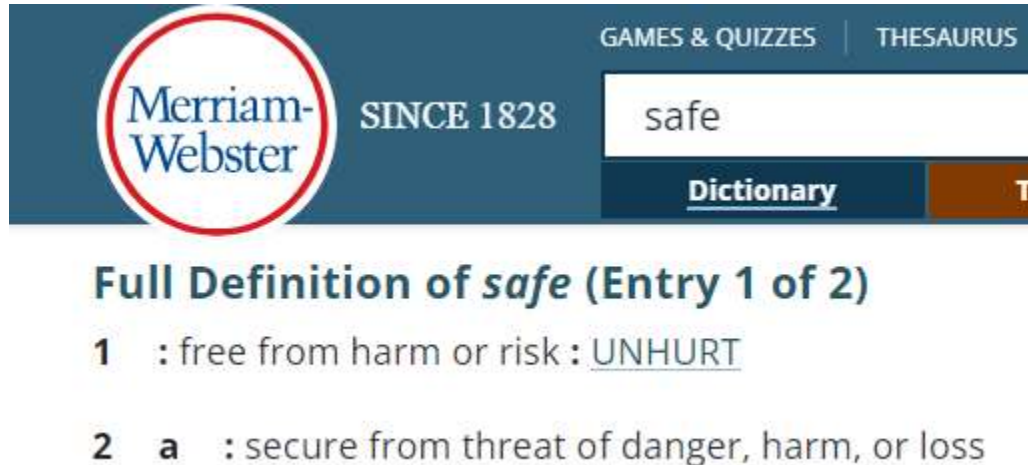 GAMES & QUIZZES | THESAURUS
Merriam-
Webster
SINCE 1828
safe
Dictionary
T
Full Definition of safe (Entry 1 of 2)
1 : free from harm or risk : UNHURT
2 a : secure from threat of danger, harm, or loss